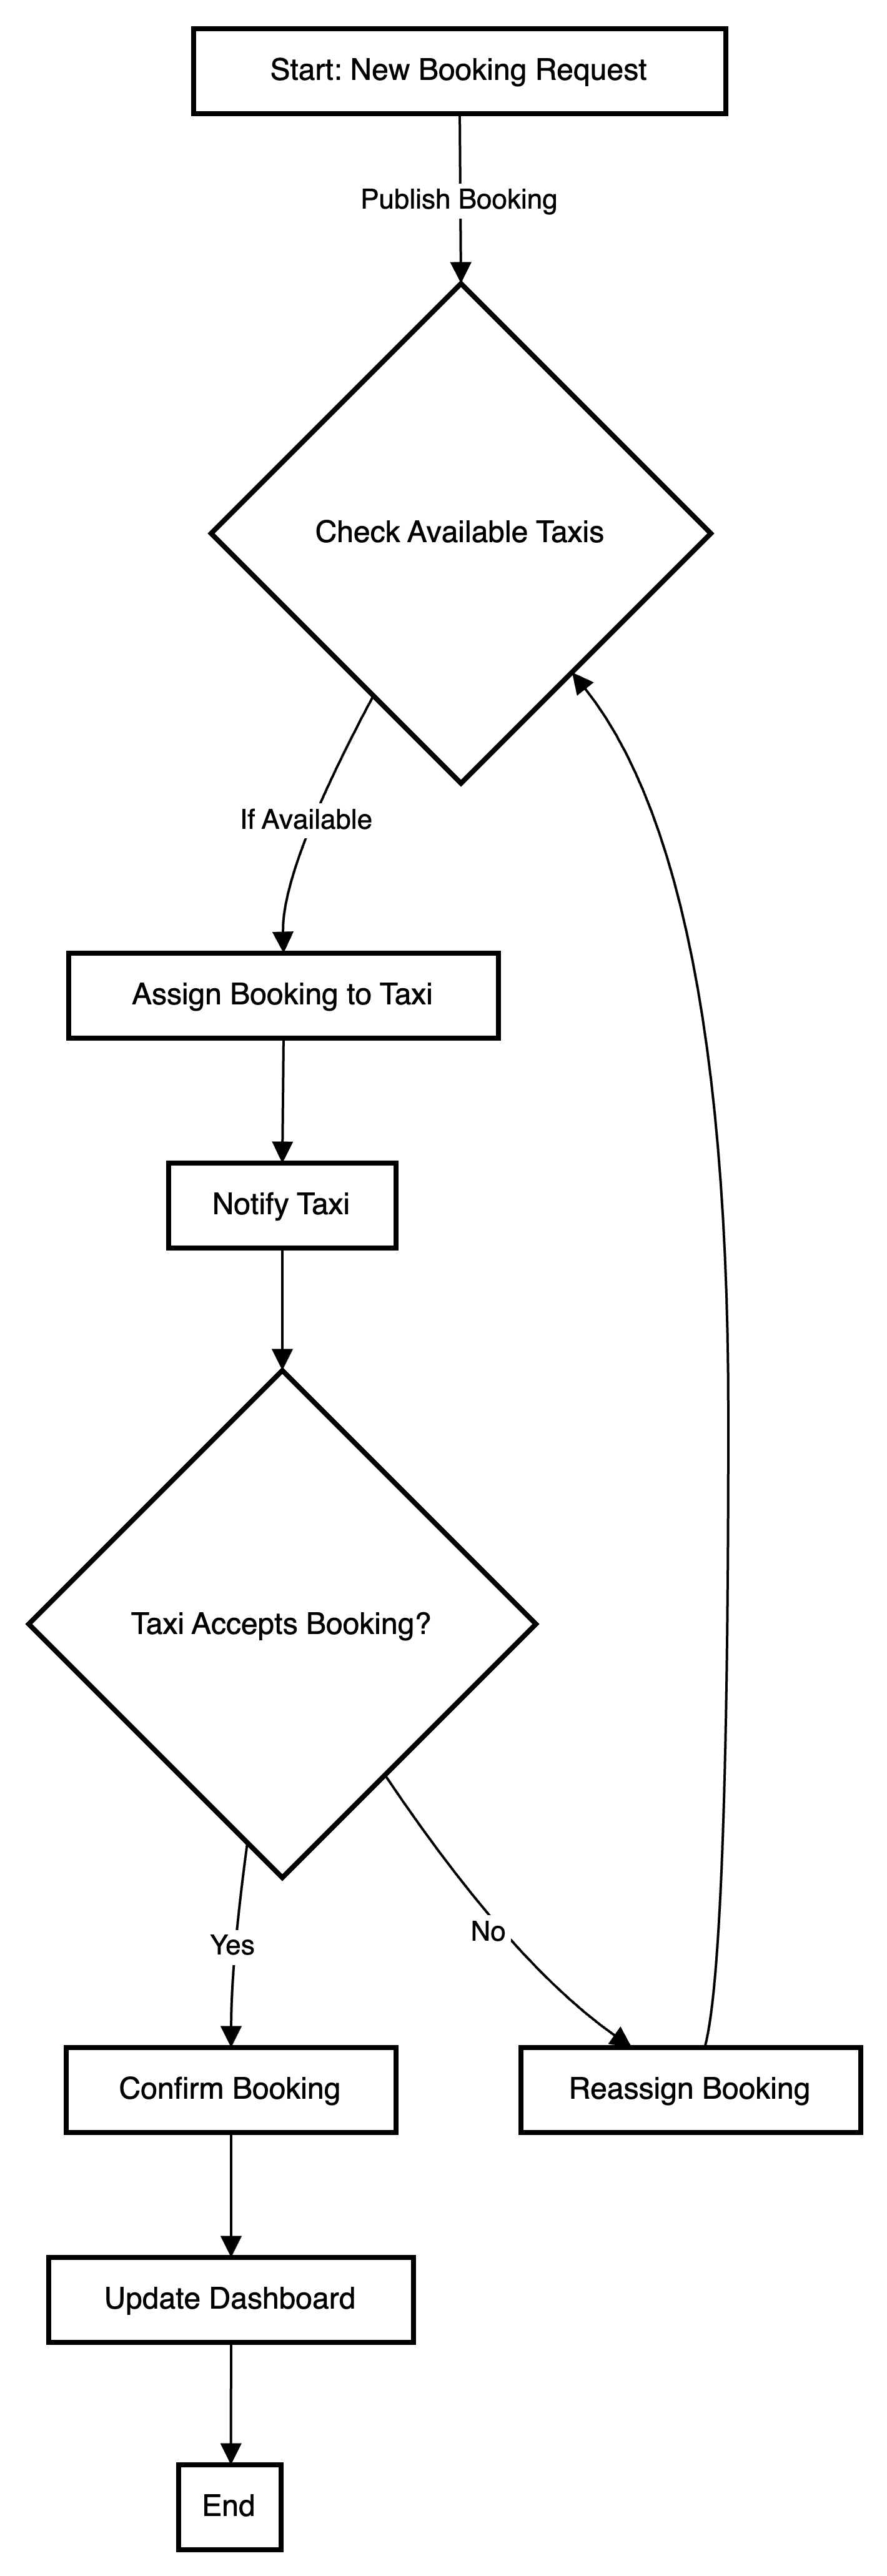 Start: New Booking Request
Publish Booking
Check Available Taxis
If Available
Assign Booking to Taxi
Notify Taxi
Taxi Accepts Booking?
Yes
No
Confirm Booking
Reassign Booking
Update Dashboard
End